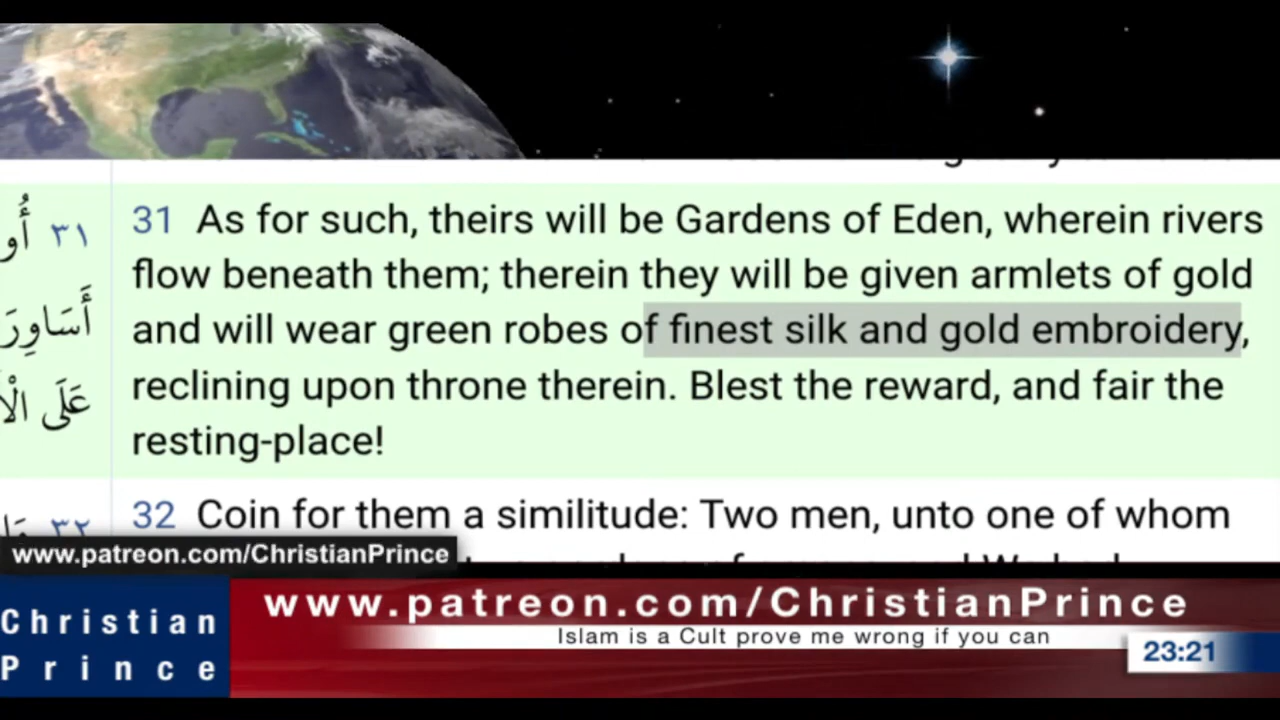 31 As for such, theirs will be Gardens of Eden, wherein rivers
flow beneath them; therein they will be given armlets of gold
and will wear green robes of finest silk and gold embroidery,
reclining upon throne therein. Blest the reward, and fair the
resting-place!
٣١ أُو
أَسَاوِرَ
عَلَى الْأ
32 Coin for them a similitude: Two men, unto one of whom
٣٢
www.patreon.com/ChristianPrince
Christian
Prince
www.patreon.com/ChristianPrince
Islam is a Cult prove me wrong if you can
23:21